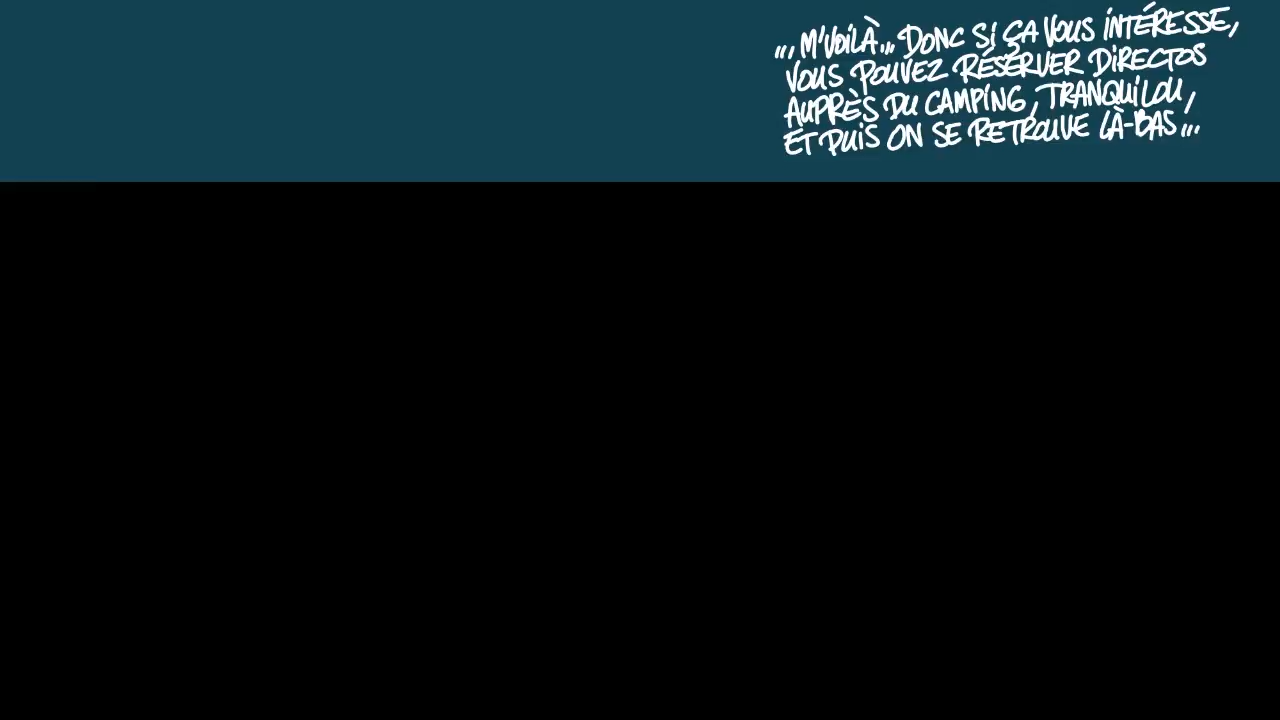 ... M'VOILÀ... DONC SI ÇA VOUS INTÉRESSE,
VOUS POUVEZ RÉSERVER DIRECTOS
AUPRÈS DU CAMPING, TRANQUILOU,
ET PUIS ON SE RETROUVE LÀ-BAS...